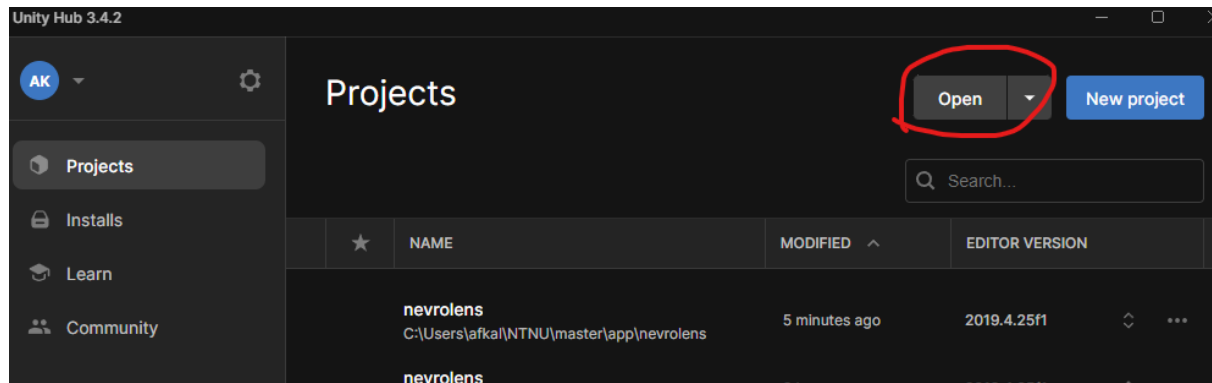 Unity Hub 3.4.2
AK
Projects
Installs
Learn
Community
Projects
Open
New project
Search...
NAME
MODIFIED
EDITOR VERSION
nevrolens
C:\Users\afkal\NTNU\master\app\nevrolens
5 minutes ago
2019.4.25f1
nevrolens